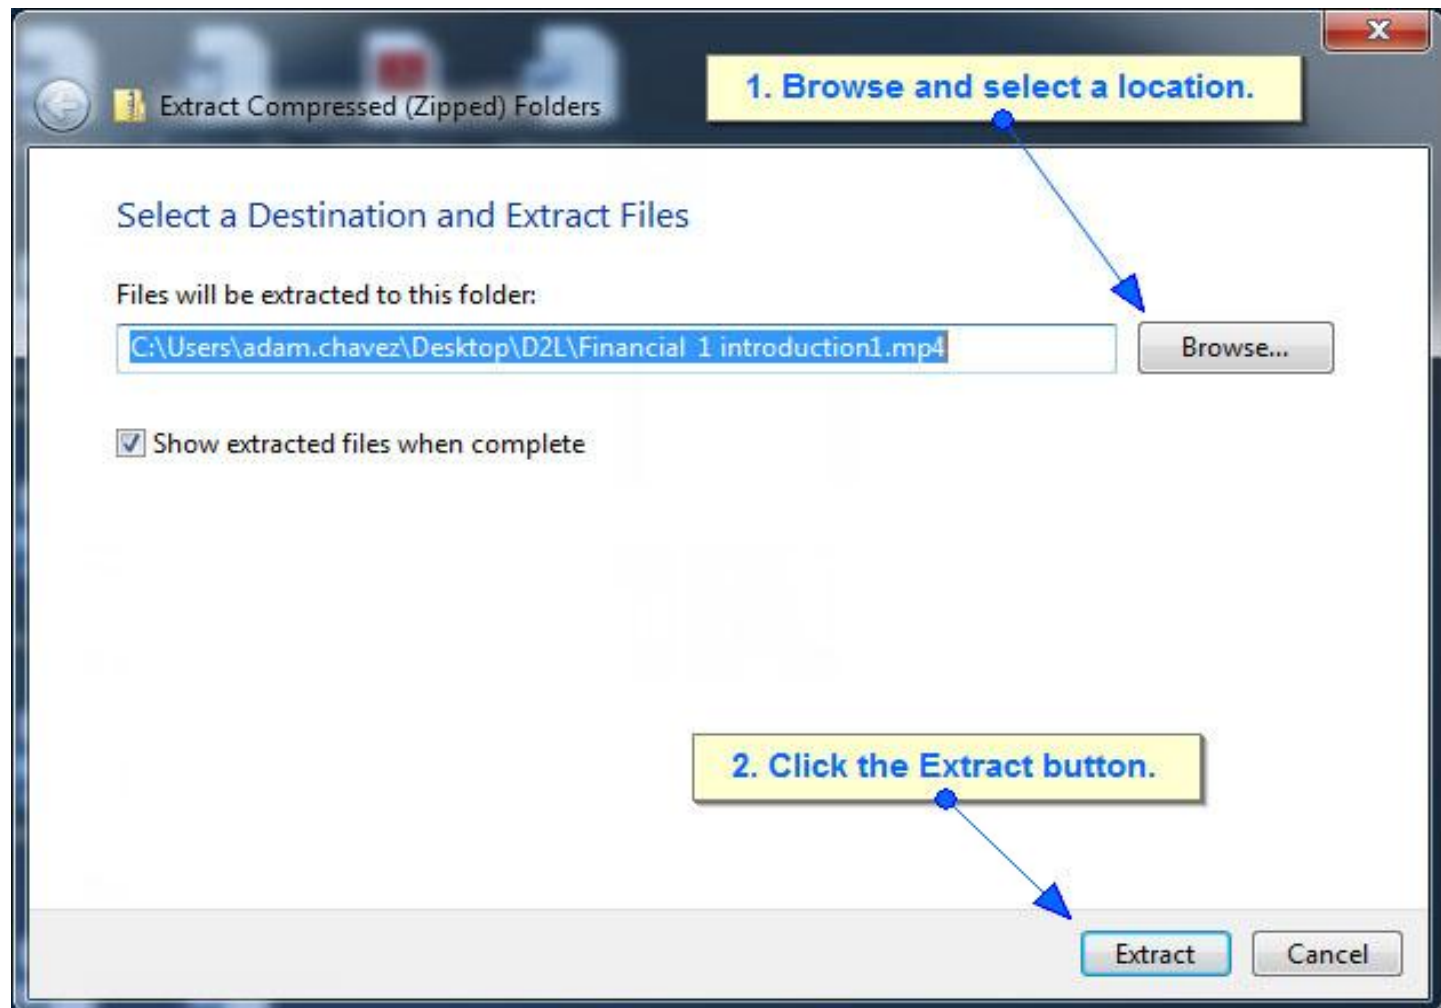 1. Browse and select a location.
Extract Compressed (Zipped) Folders
Select a Destination and Extract Files
Files will be extracted to this folder:
C:\Users\adam.chavez\Desktop\D2L\Financial 1 introduction1.mp4
Browse...
Show extracted files when complete
2. Click the Extract button.
Extract
Cancel